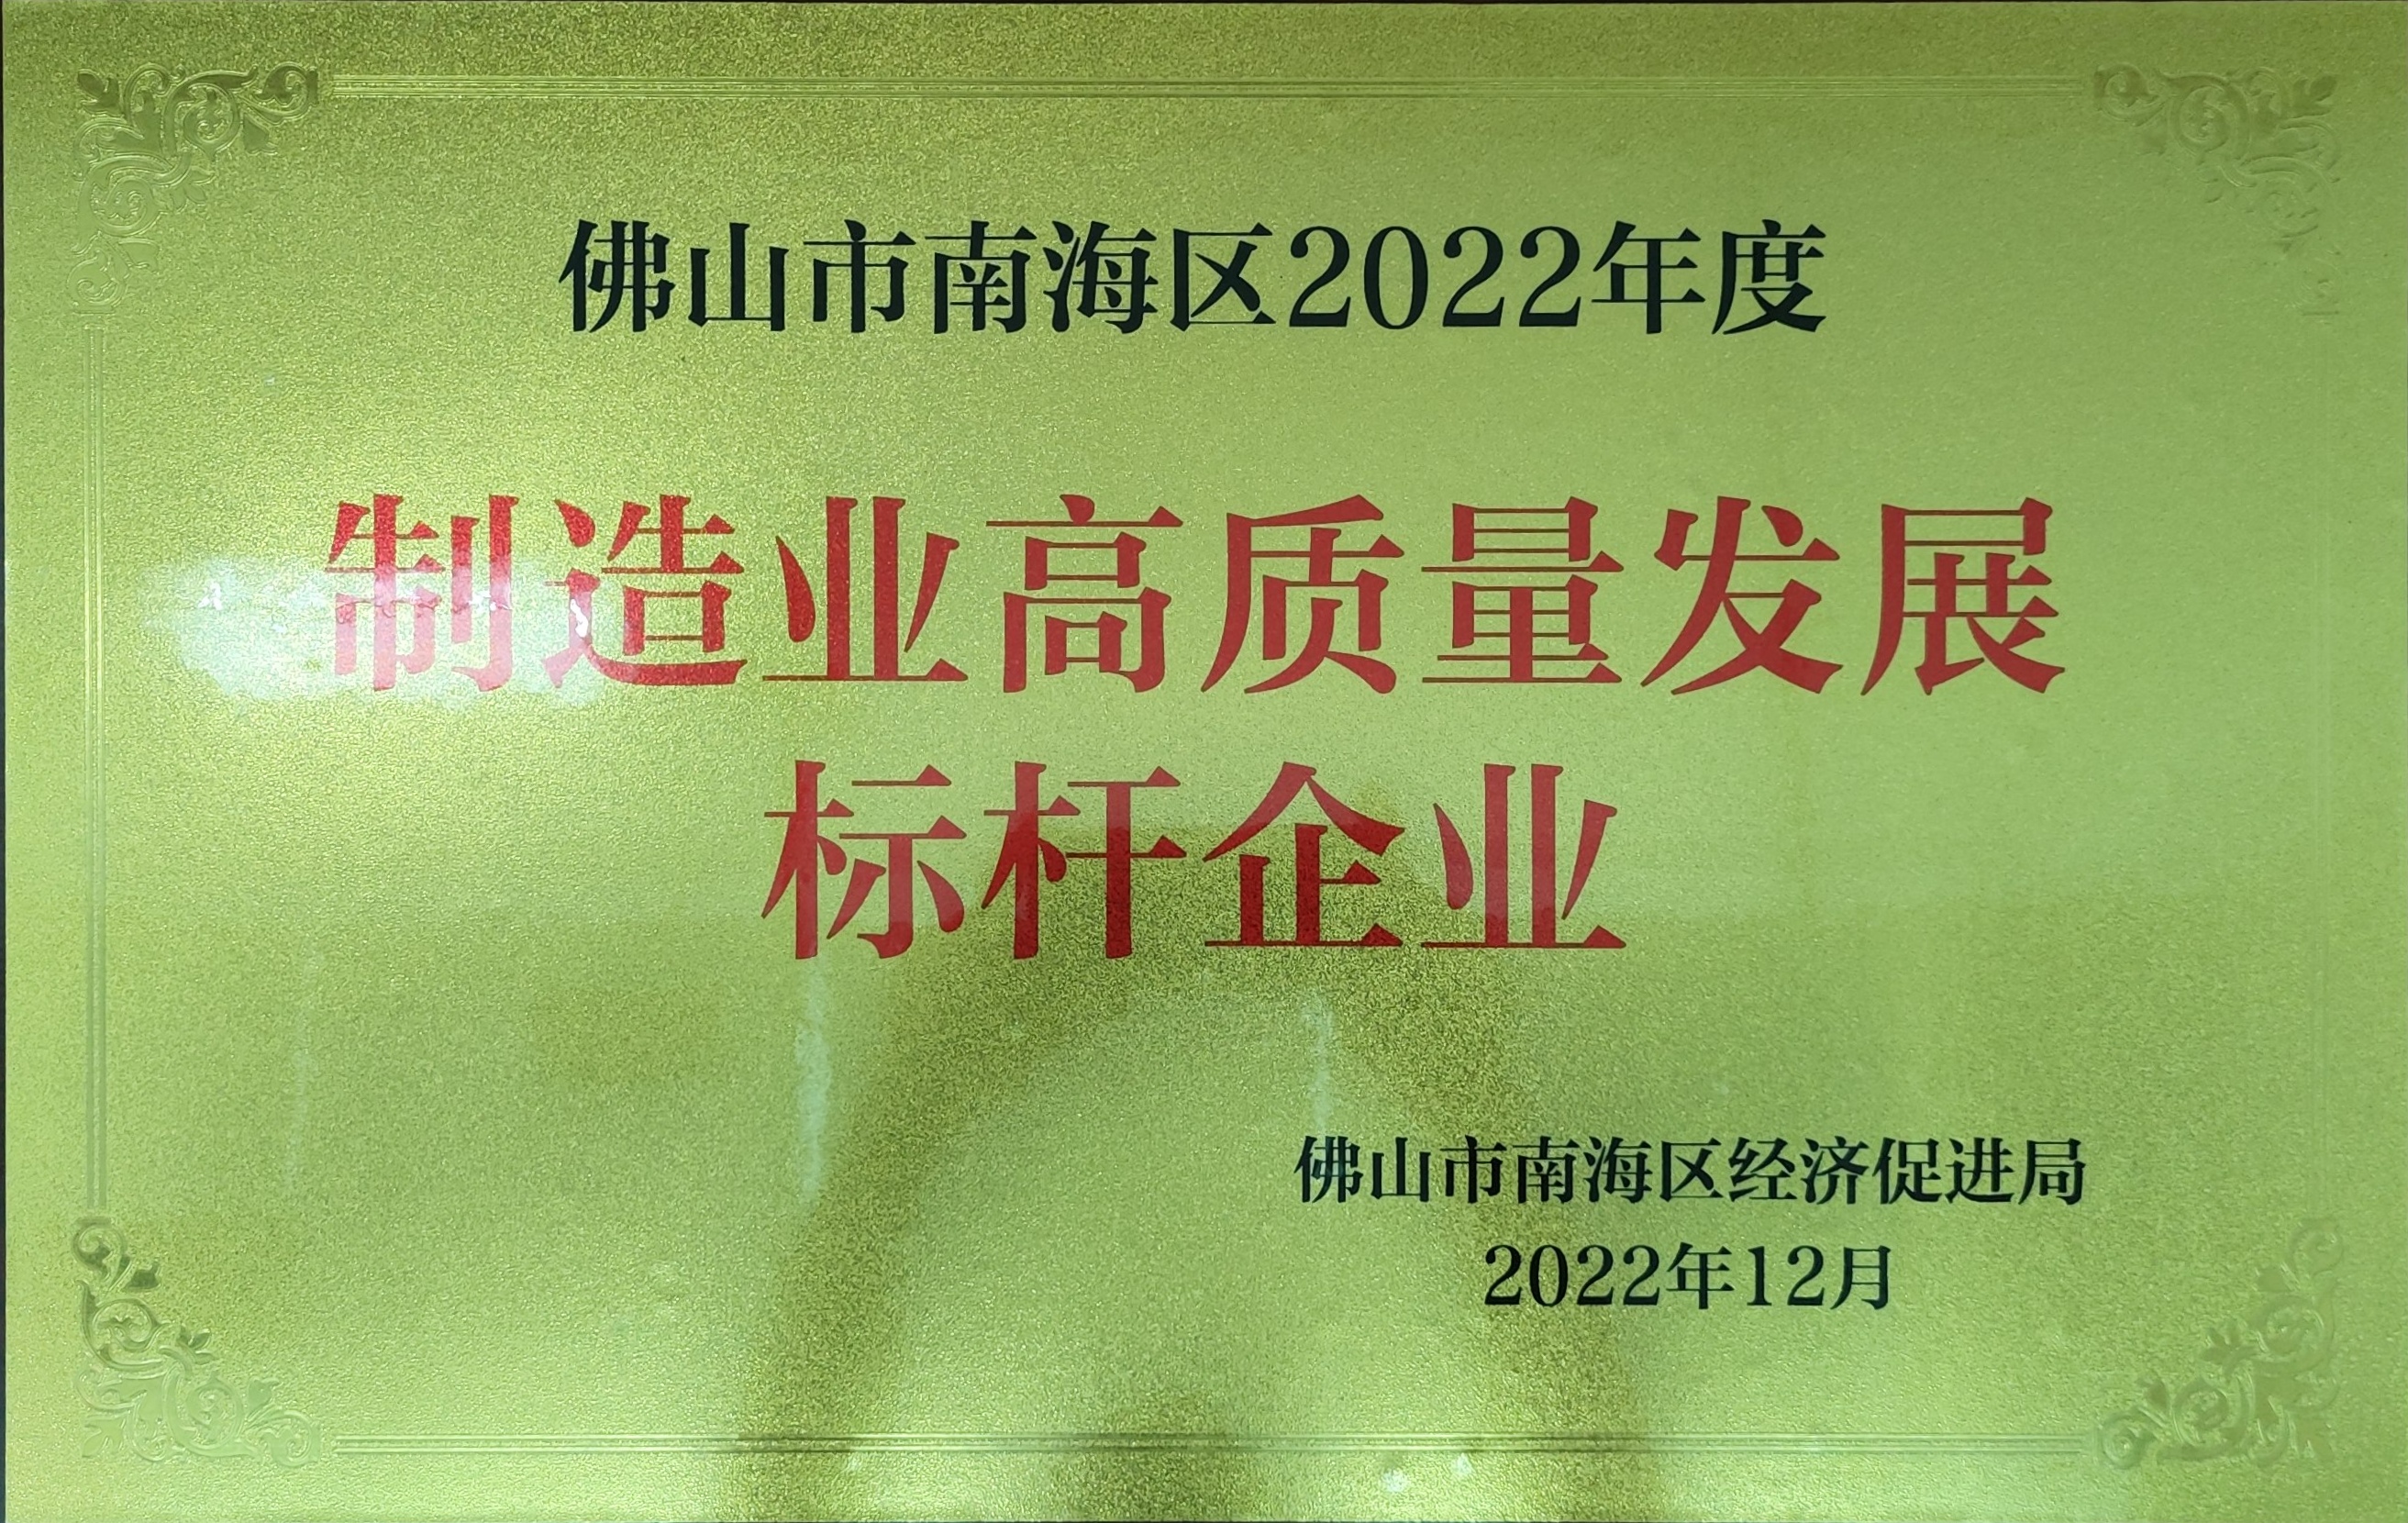 佛山市南海区2022年度
制造业高质量发展
标杆企业
佛山市南海区经济促进局
2022年12月